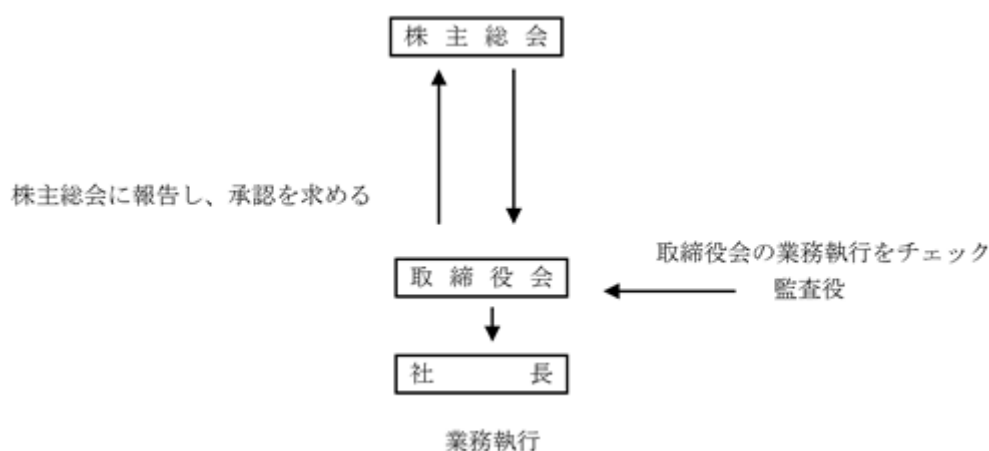 株主総会
株主総会に報告し、承認を求める
取締役会の業務執行をチェック
監査役
取締役会
社長
業務執行